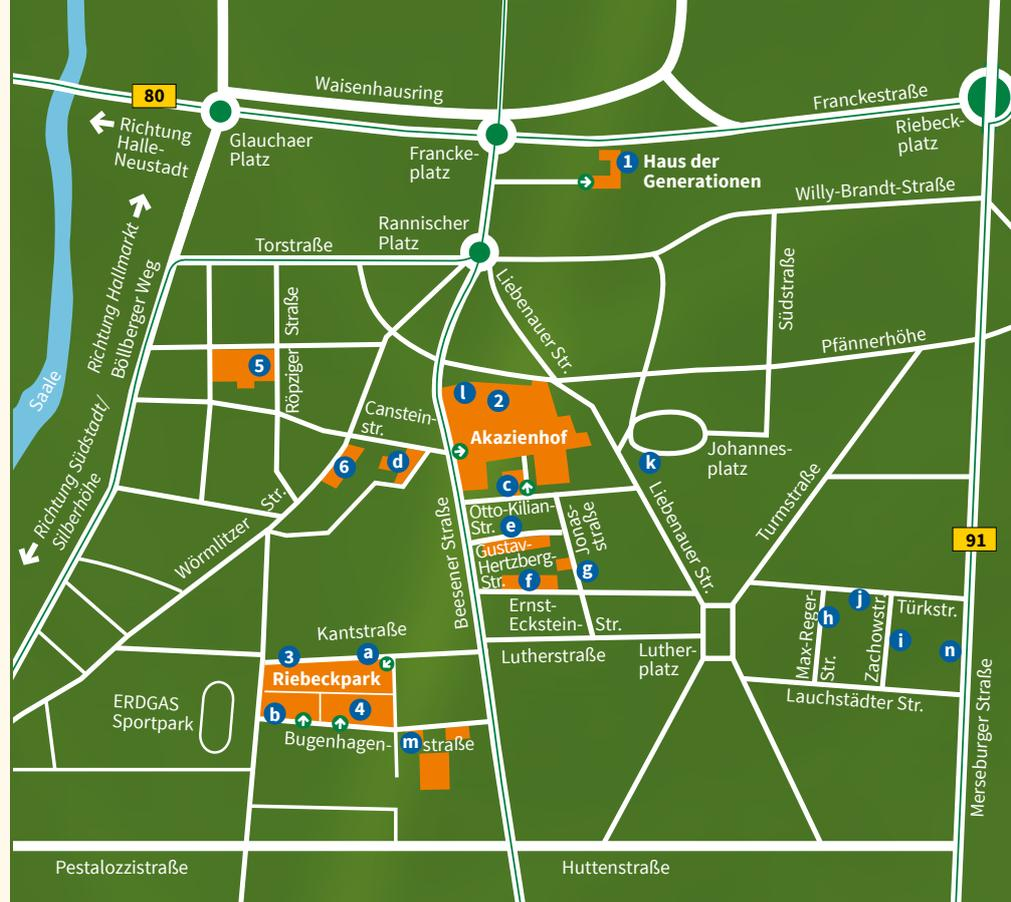 Waisenhausring
Franckestraße
80
Richtung
Halle-
Neustadt
Glauchaer
Platz
Francke-
platz
Riebeck-
platz
1
Haus der
Generationen
Willy-Brandt-Straße
Rannischer
Platz
Torstraße
Richtung Hallmarkt
Böllberger Weg
Saale
Richtung Südstadt/
Silberhöhe
Röpziger Straße
Liebenauer Str.
Südstraße
Pfännerhöhe
5
l
2
Akazienhof
Canstein-
str.
6
d
c
k
Johannes-
platz
Otto-Kilian-
Str.
e
Jonas-
straße
Gustav-
Hertzberg-
Str.
f
g
Liebenauer Str.
Turmstraße
91
Wörmlitzer Str.
Beesener Straße
Ernst-
Eckstein- Str.
Max-Reger-
Str.
h
j
Zachowstr.
Türkstr.
i
n
Kantstraße
3
a
Riebeckpark
Lutherstraße
Luther-
platz
Lauchstädter Str.
Merseburger Straße
ERDGAS
Sportpark
b
4
Bugenhagen-
m
straße
Pestalozzistraße
Huttenstraße